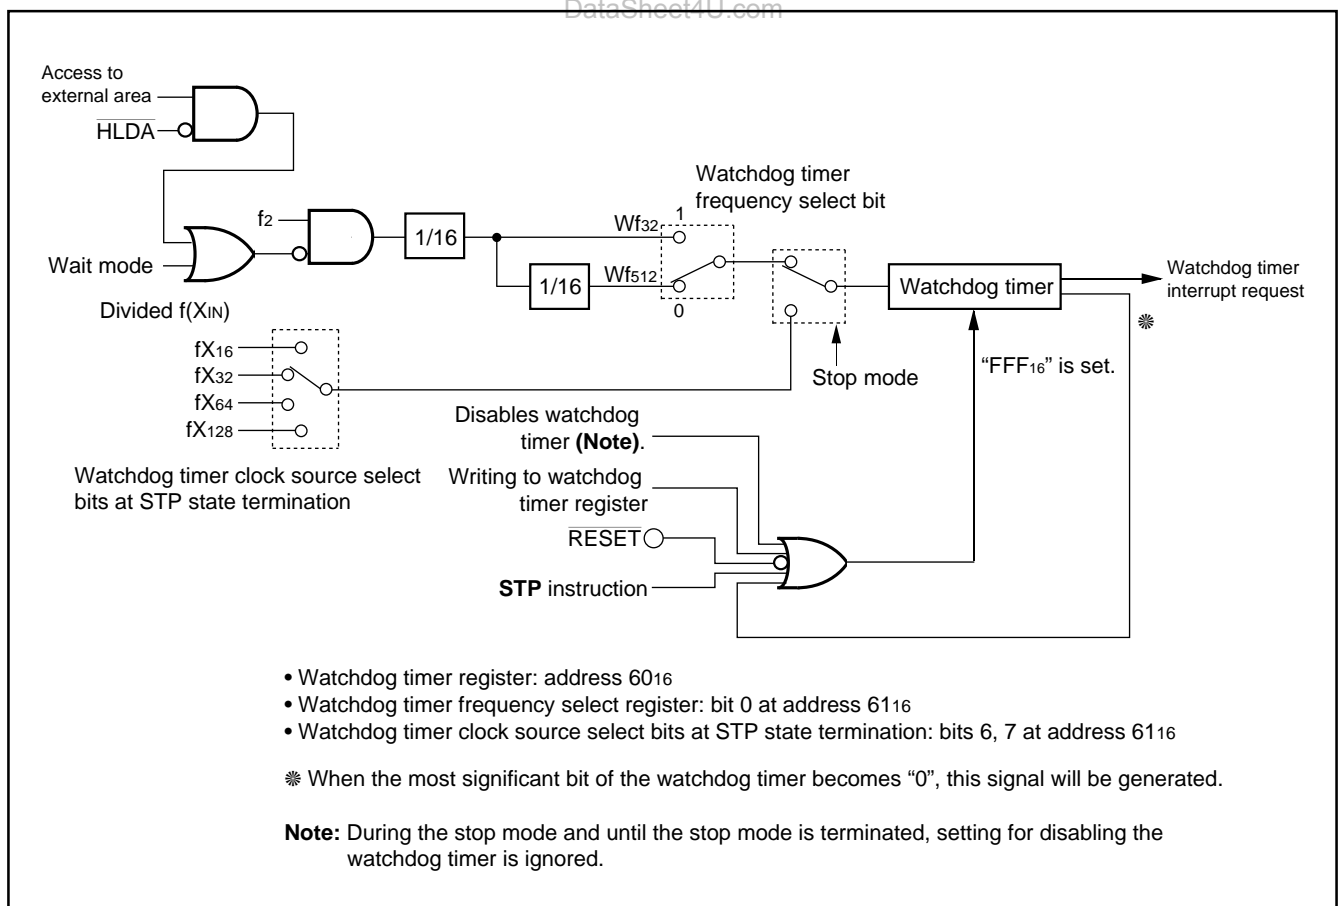 DataSheet4U.com
Access to
external area
HLDA
f2
Wait mode
1/16
1/16
Wf32
Wf512
1
0
Watchdog timer
frequency select bit
Watchdog timer
Watchdog timer
interrupt request
❋
Divided f(XIN)
fX16
fX32
fX64
fX128
Watchdog timer clock source select
bits at STP state termination
Stop mode
“FFF16” is set.
Disables watchdog
timer (Note).
Writing to watchdog
timer register
RESET
STP instruction
• Watchdog timer register: address 6016
• Watchdog timer frequency select register: bit 0 at address 6116
• Watchdog timer clock source select bits at STP state termination: bits 6, 7 at address 6116
❋ When the most significant bit of the watchdog timer becomes “0”, this signal will be generated.
Note: During the stop mode and until the stop mode is terminated, setting for disabling the
watchdog timer is ignored.